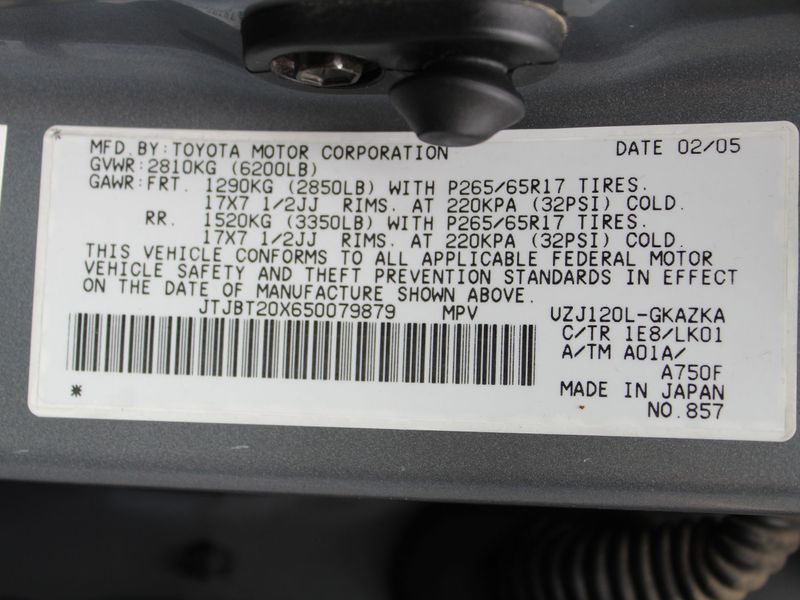 MFD.BY:TOYOTA MOTOR CORPORATION DATE 02/05
GVWR:2810KG (6200LB)
GAWR:FRT. 1290KG (2850LB) WITH P265/65R17 TIRES.
17X7 1/2JJ RIMS. AT 220KPA (32PSI) COLD.
RR. 1520KG (3350LB) WITH P265/65R17 TIRES.
17X7 1/2JJ RIMS. AT 220KPA (32PSI) COLD.
THIS VEHICLE CONFORMS TO ALL APPLICABLE FEDERAL MOTOR
VEHICLE SAFETY AND THEFT PREVENTION STANDARDS IN EFFECT
ON THE DATE OF MANUFACTURE SHOWN ABOVE.
JTJBT20X650079879 MPV UZJ120L-GKAZKA
C/TR 1E8/LK01
A/TM A01A/
A750F
MADE IN JAPAN
NO.857